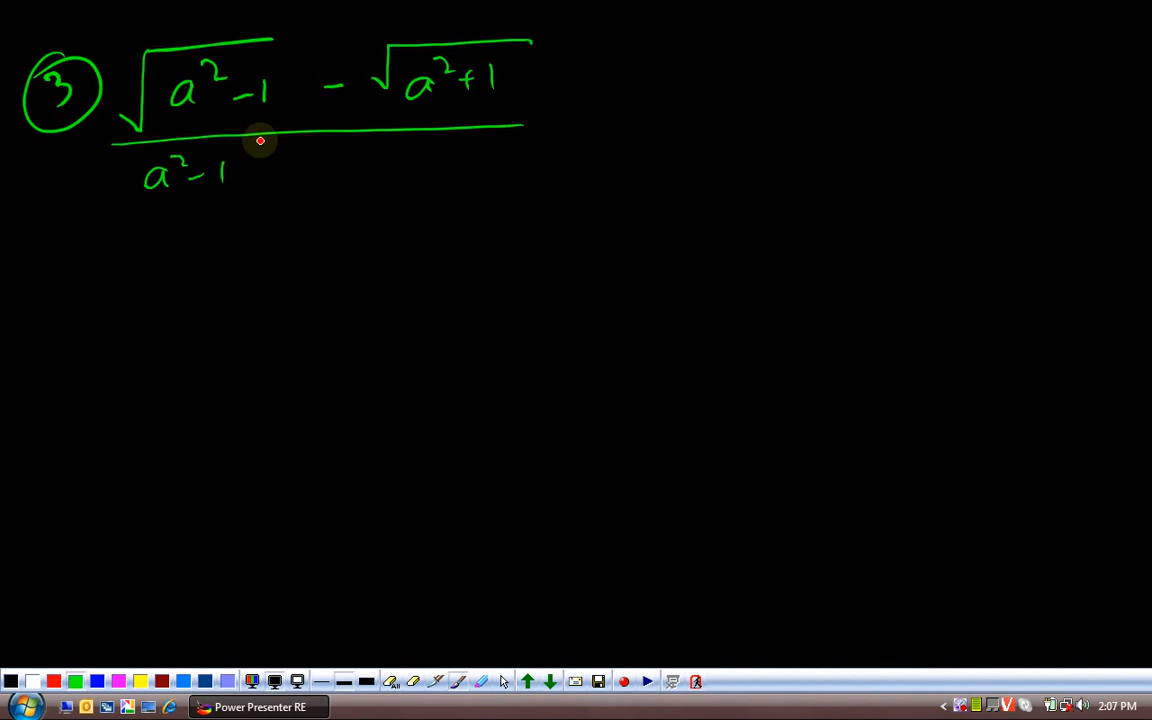 ③ √(a²-1) - √(a²+1)
a²-1
Power Presenter RE
2:07 PM